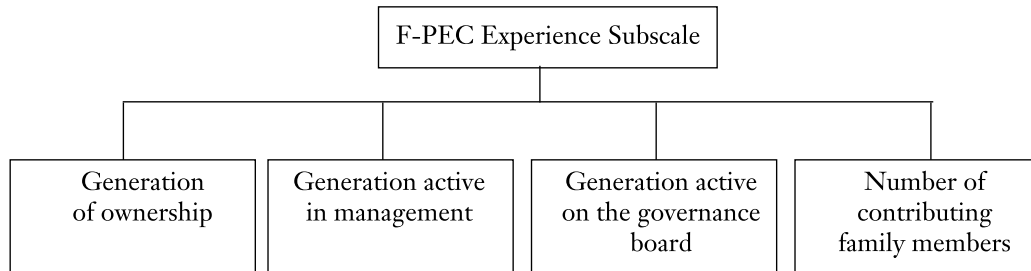 F-PEC Experience Subscale
Generation
of ownership
Generation active
in management
Generation active
on the governance
board
Number of
contributing
family members